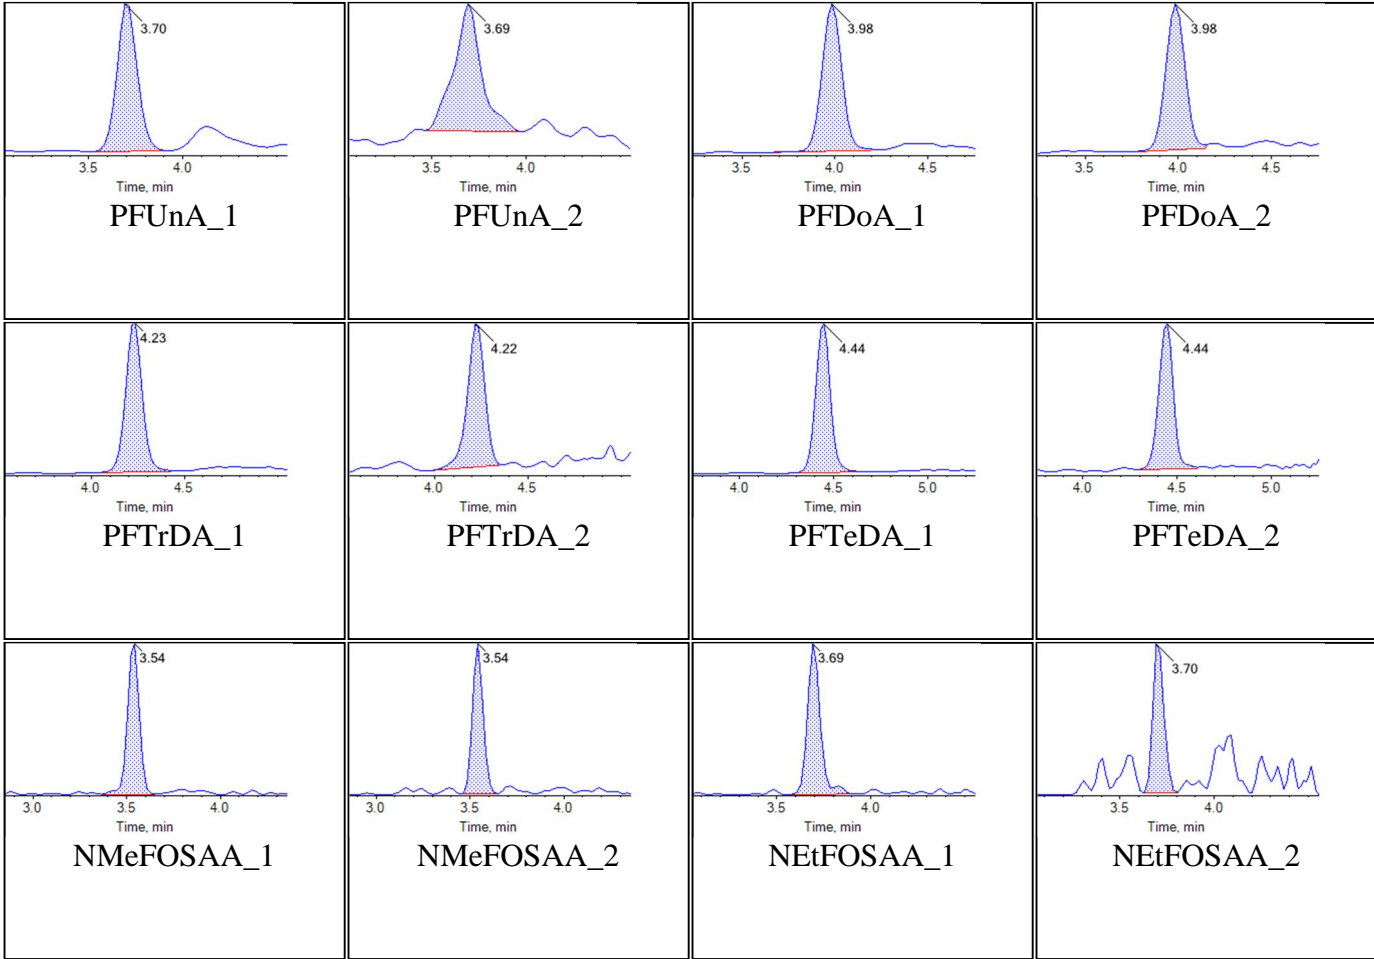 3.70
3.5 4.0
Time, min
PFUnA_1
3.69
3.5 4.0
Time, min
PFUnA_2
3.98
3.5 4.0 4.5
Time, min
PFDoA_1
3.98
3.5 4.0 4.5
Time, min
PFDoA_2
4.23
4.0 4.5
Time, min
PFTrDA_1
4.22
4.0 4.5
Time, min
PFTrDA_2
4.44
4.0 4.5 5.0
Time, min
PFTeDA_1
4.44
4.0 4.5 5.0
Time, min
PFTeDA_2
3.54
3.0 3.5 4.0
Time, min
NMeFOSAA_1
3.54
3.0 3.5 4.0
Time, min
NMeFOSAA_2
3.69
3.5 4.0
Time, min
NEtFOSAA_1
3.70
3.5 4.0
Time, min
NEtFOSAA_2